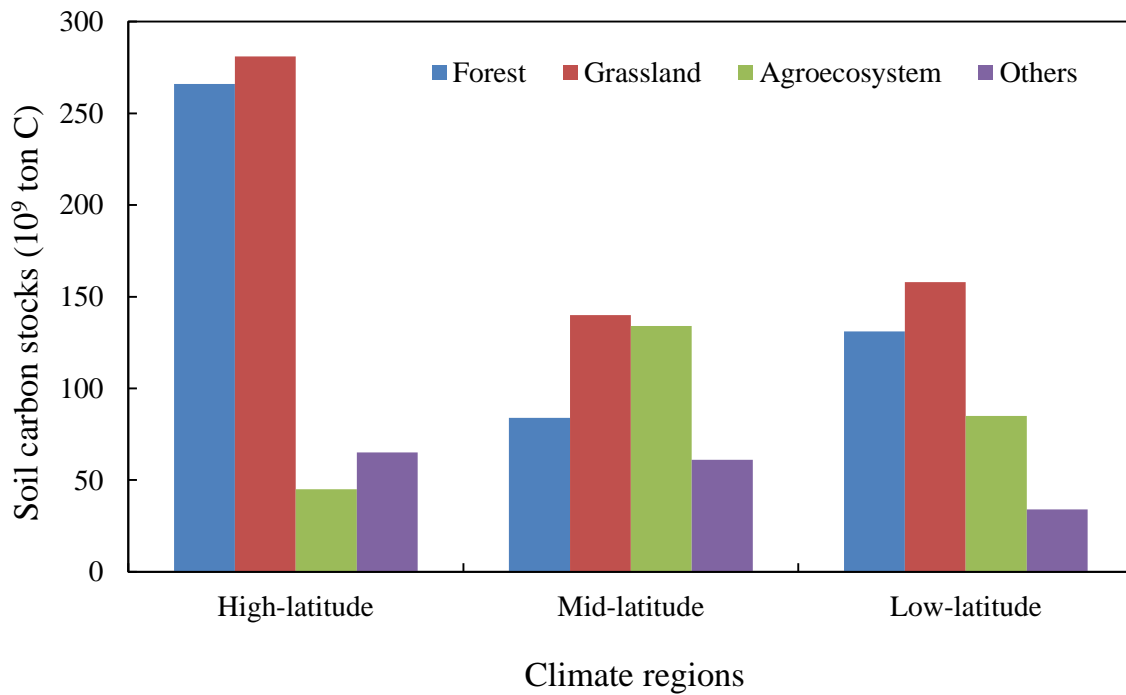 Soil carbon stocks (10⁹ ton C)
300
250
200
150
100
50
0
Forest Grassland Agroecosystem Others
High-latitude Mid-latitude Low-latitude
Climate regions